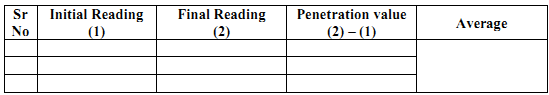 Sr No
Initial Reading (1)
Final Reading (2)
Penetration value (2) – (1)
Average